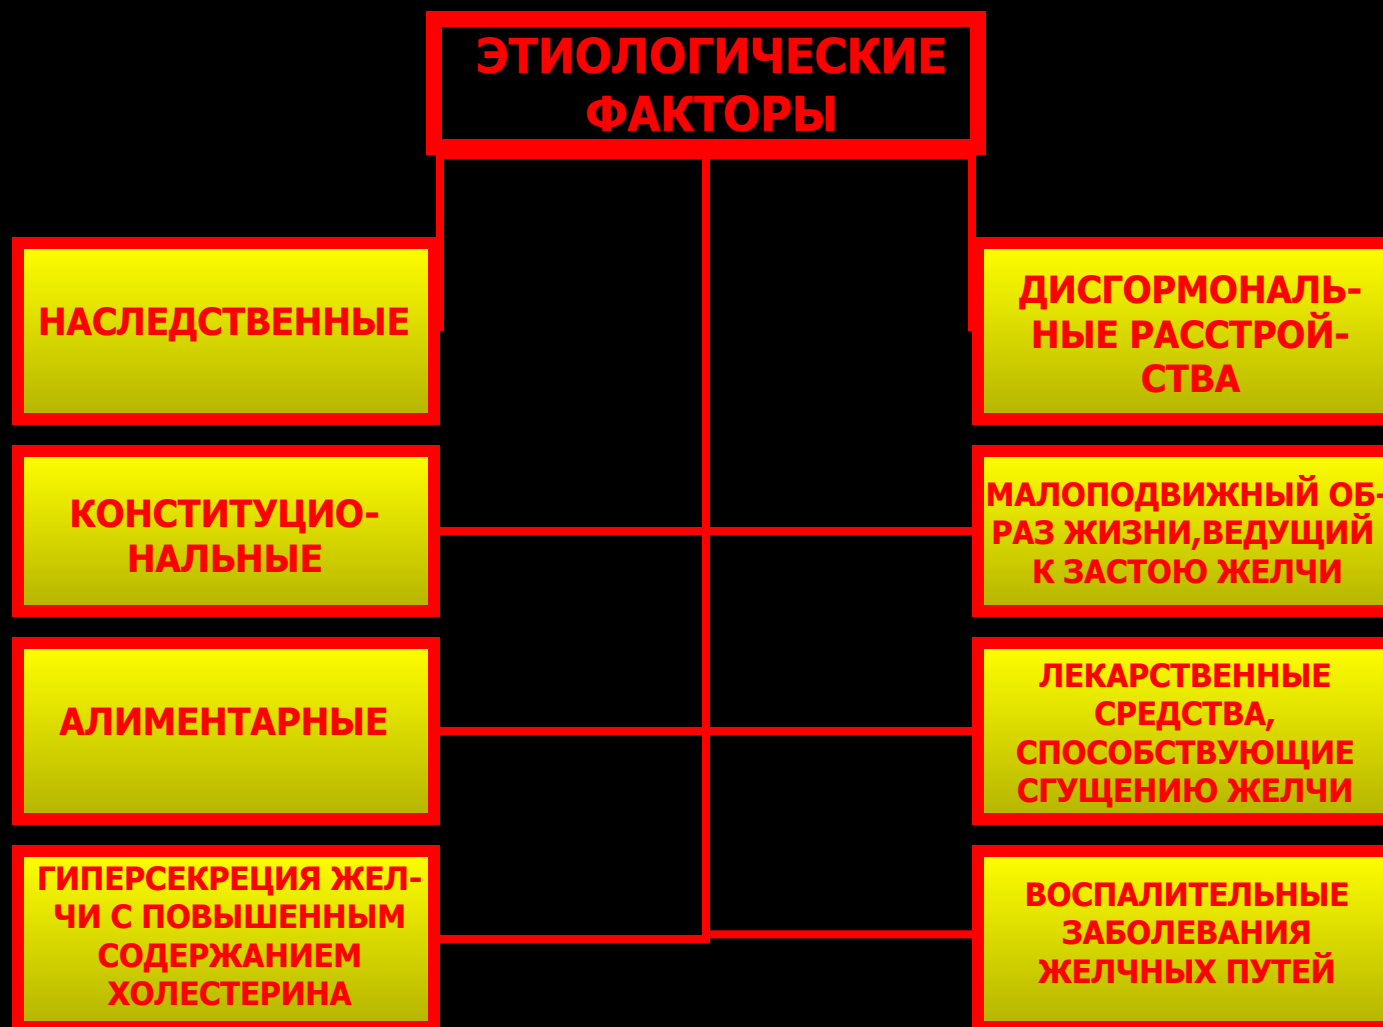 ЭТИОЛОГИЧЕСКИЕ
ФАКТОРЫ
НАСЛЕДСТВЕННЫЕ
ДИСГОРМОНАЛЬ-
НЫЕ РАССТРОЙ-
СТВА
КОНСТИТУЦИО-
НАЛЬНЫЕ
МАЛОПОДВИЖНЫЙ ОБ-
РАЗ ЖИЗНИ,ВЕДУЩИЙ
К ЗАСТОЮ ЖЕЛЧИ
АЛИМЕНТАРНЫЕ
ЛЕКАРСТВЕННЫЕ
СРЕДСТВА,
СПОСОБСТВУЮЩИЕ
СГУЩЕНИЮ ЖЕЛЧИ
ГИПЕРСЕКРЕЦИЯ ЖЕЛ-
ЧИ С ПОВЫШЕННЫМ
СОДЕРЖАНИЕМ
ХОЛЕСТЕРИНА
ВОСПАЛИТЕЛЬНЫЕ
ЗАБОЛЕВАНИЯ
ЖЕЛЧНЫХ ПУТЕЙ